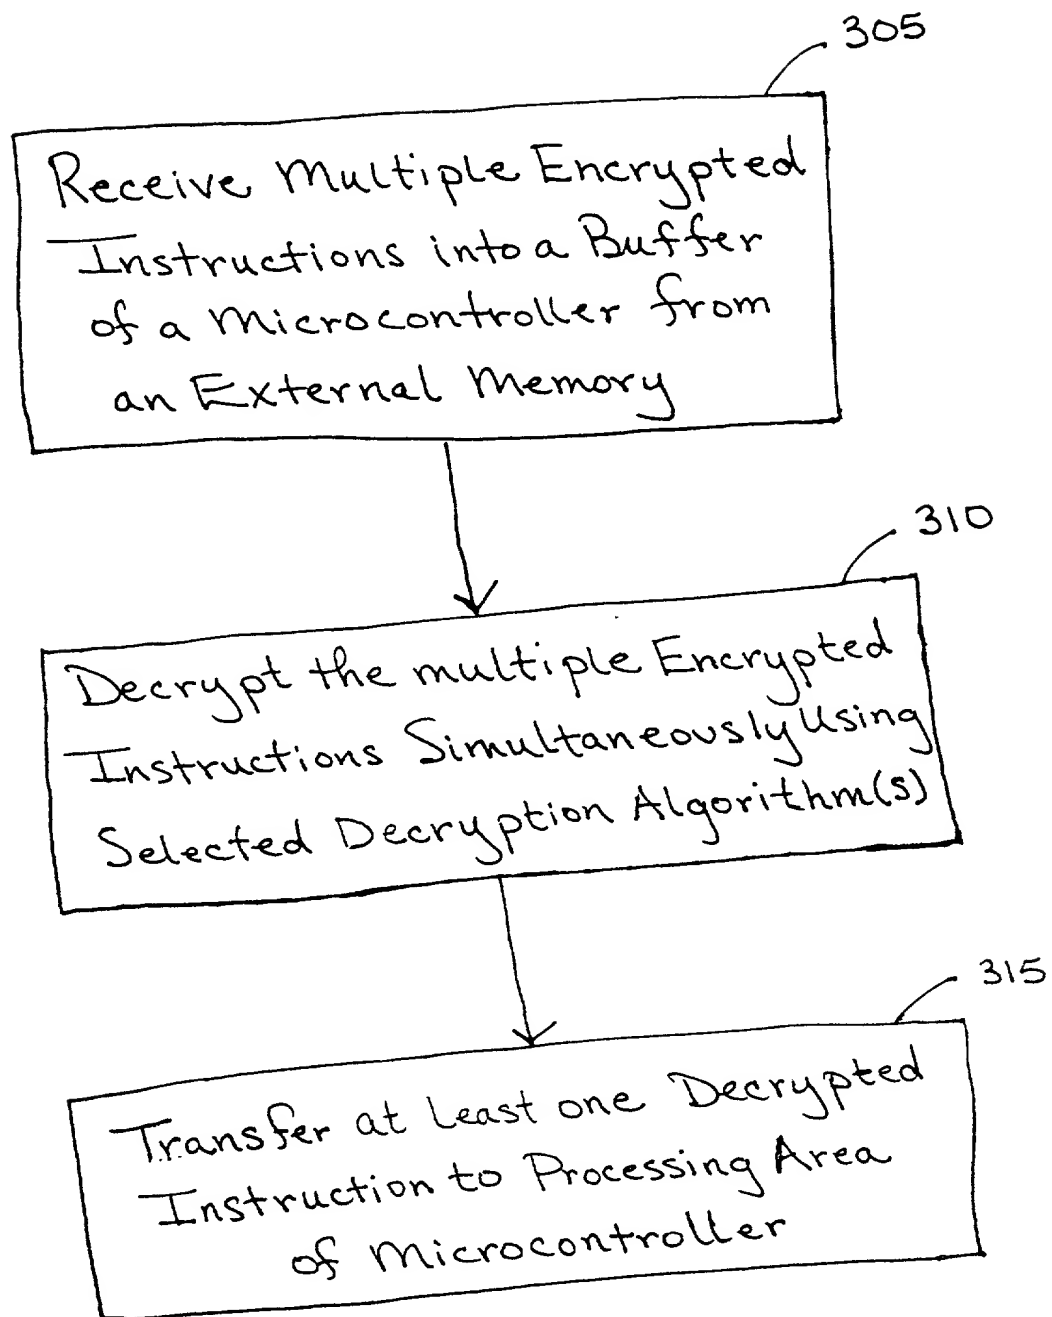 305
Receive Multiple Encrypted
Instructions into a Buffer
of a Microcontroller from
an External Memory
310
Decrypt the multiple Encrypted
Instructions Simultaneously Using
Selected Decryption Algorithm(s)
315
Transfer at Least one Decrypted
Instruction to Processing Area
of Microcontroller